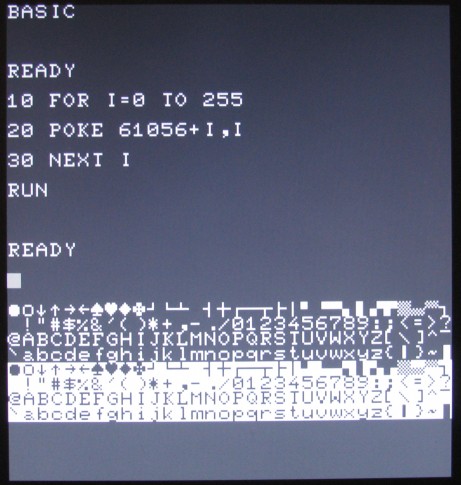 BASIC
READY
10 FOR I=0 TO 255
20 POKE 61056+I,I
30 NEXT I
RUN
READY
●○↓↑→←♠♥♦♣
!"#$%&'()*+,-./0123456789:;<=>?
@ABCDEFGHIJKLMNOPQRSTUVWXYZ[\]^
`abcdefghijklmnopqrstuvwxyz{|}~
●○↓↑→←♠♥♦♣
!"#$%&'()*+,-./0123456789:;<=>?
@ABCDEFGHIJKLMNOPQRSTUVWXYZ[\]^
`abcdefghijklmnopqrstuvwxyz{|}~